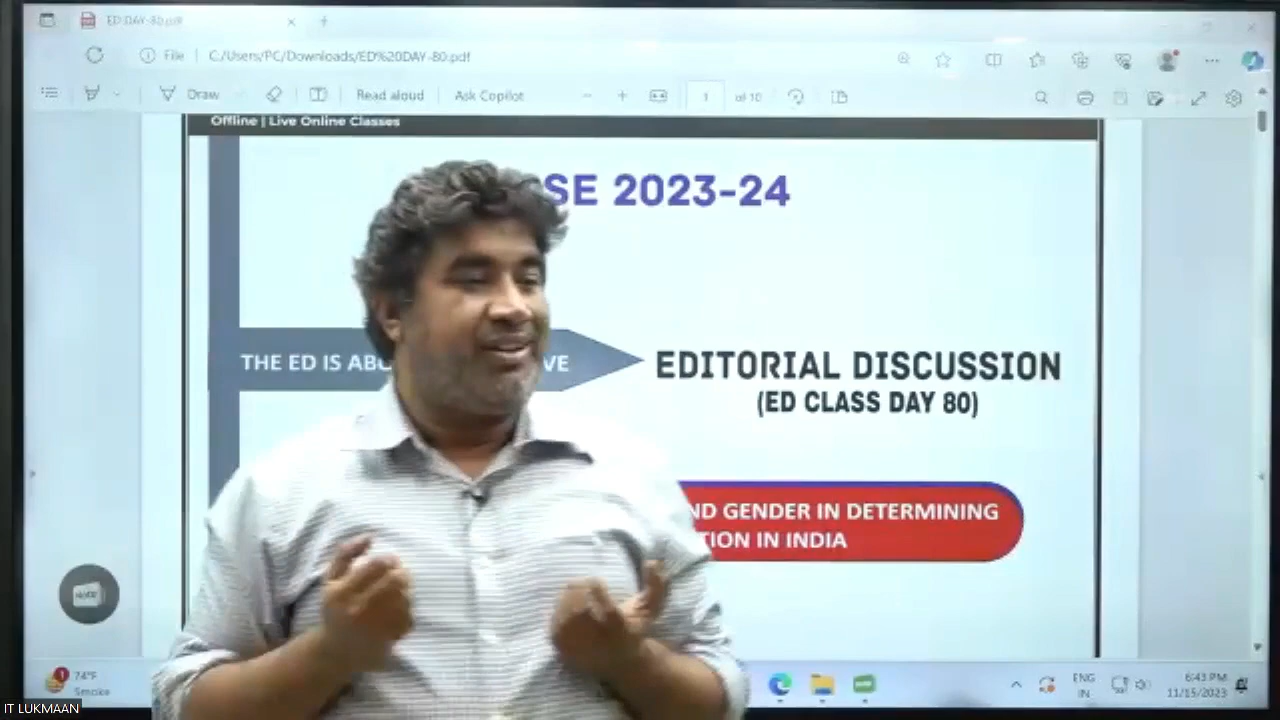 ED-DAY-80.pdf
File
C:/Users/PC/Downloads/ED%20DAY-80.pdf
Draw
Read aloud
Ask Copilot
1
of 10
Offline | Live Online Classes
SE 2023-24
THE ED IS ABO
VE
EDITORIAL DISCUSSION
(ED CLASS DAY 80)
ND GENDER IN DETERMINING
TION IN INDIA
Note
1
74°F
Smoke
ENG
IN
6:43 PM
11/15/2023
IT LUKMAAN